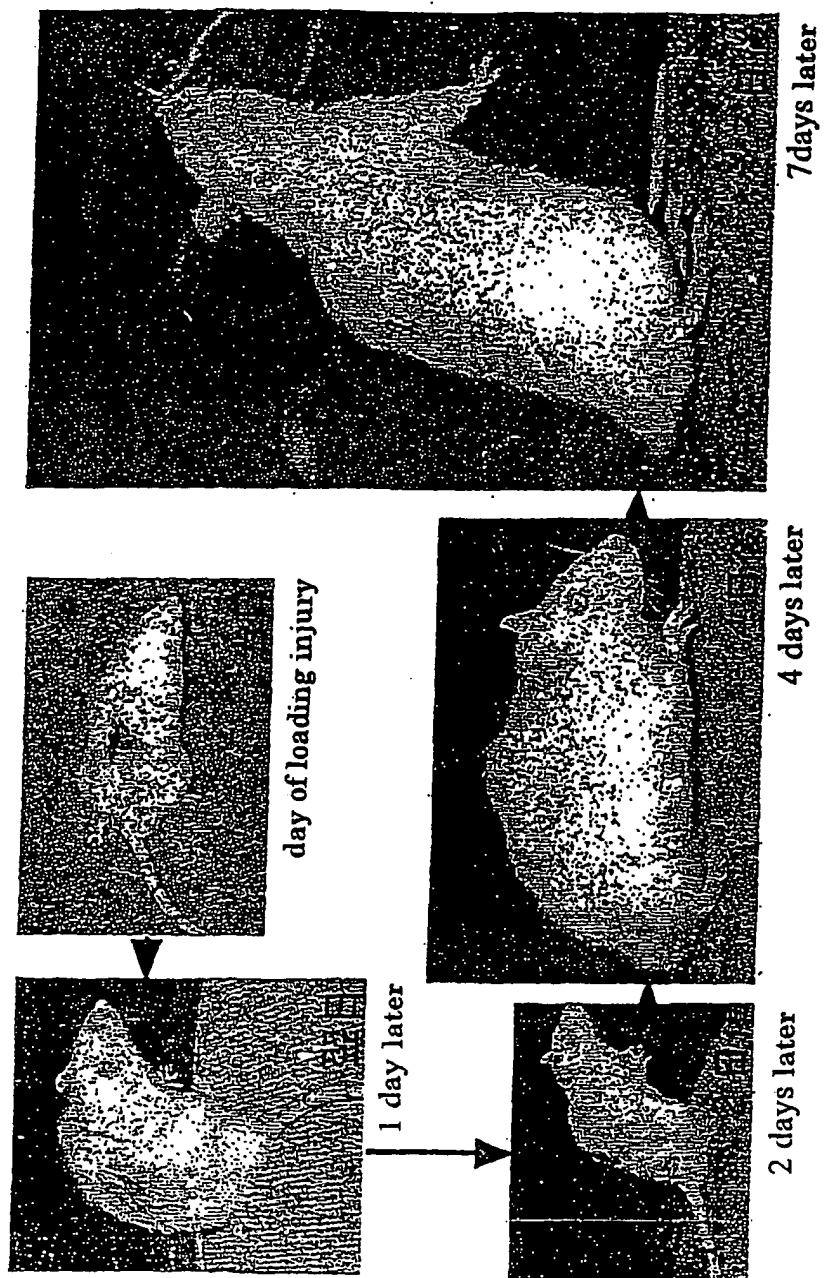 day of loading injury
1 day later
2 days later
4 days later
7days later